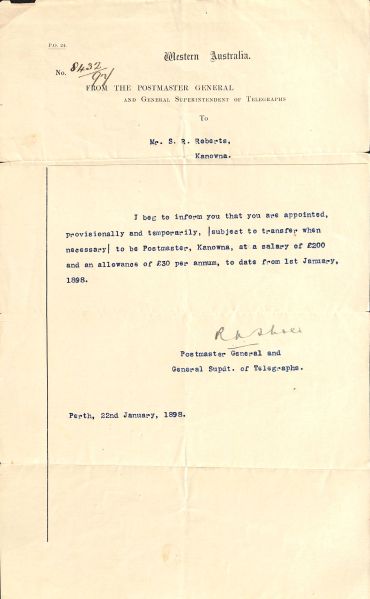 P.O. 24.
Western Australia.
No. 8432/97
FROM THE POSTMASTER GENERAL
AND GENERAL SUPERINTENDENT OF TELEGRAPHS
To
Mr. S. R. Roberts,
Kanowna.
I beg to inform you that you are appointed,
provisionally and temporarily, |subject to transfer when
necessary| to be Postmaster, Kanowna, at a salary of £200
and an allowance of £30 per annum, to date from 1st January,
1898.
R A Sholl
Postmaster General and
General Supdt. of Telegraphs.
Perth, 22nd January, 1898.